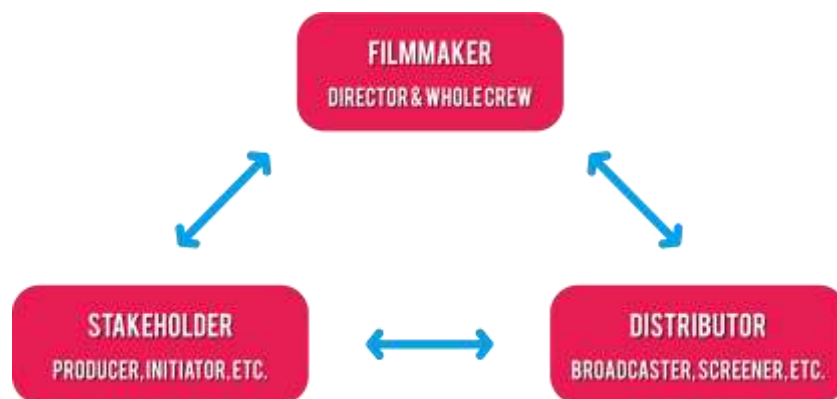 FILMMAKER
DIRECTOR & WHOLE CREW
STAKEHOLDER
PRODUCER, INITIATOR, ETC.
DISTRIBUTOR
BROADCASTER, SCREENER, ETC.